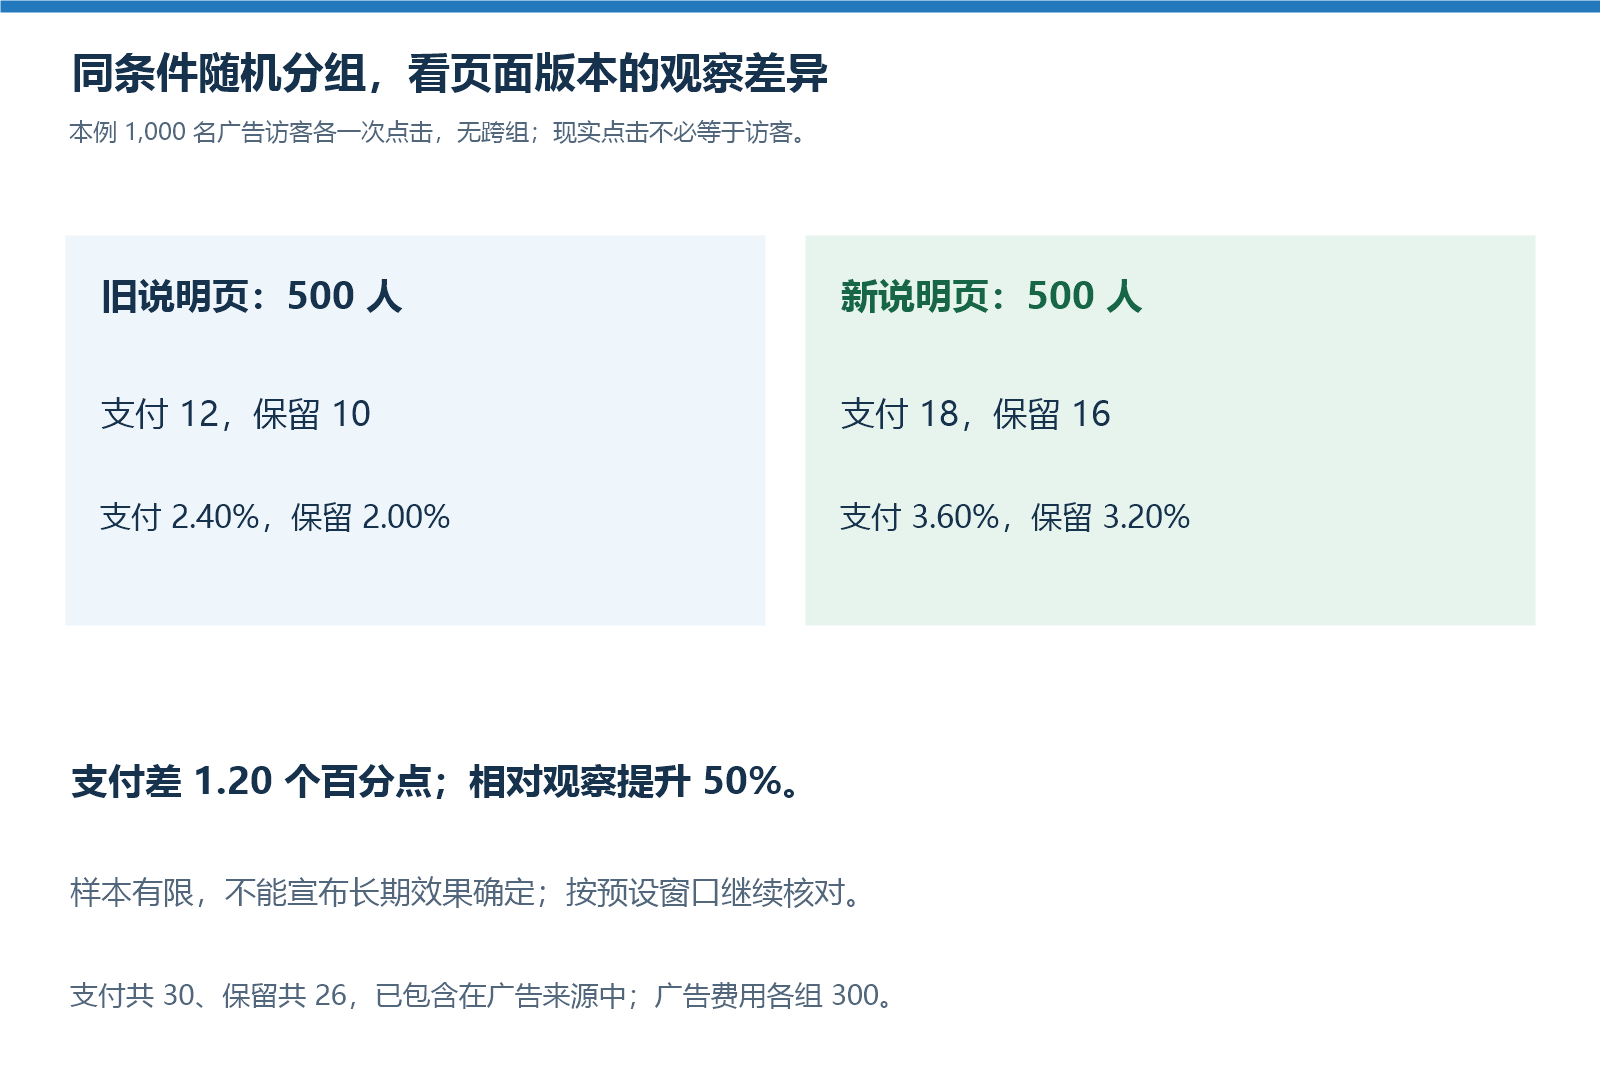 同条件随机分组，看页面版本的观察差异
本例 1,000 名广告访客各一次点击，无跨组；现实点击不必等于访客。
旧说明页：500 人
支付 12，保留 10
支付 2.40%，保留 2.00%
新说明页：500 人
支付 18，保留 16
支付 3.60%，保留 3.20%
支付差 1.20 个百分点；相对观察提升 50%。
样本有限，不能宣布长期效果确定；按预设窗口继续核对。
支付共 30、保留共 26，已包含在广告来源中；广告费用各组 300。